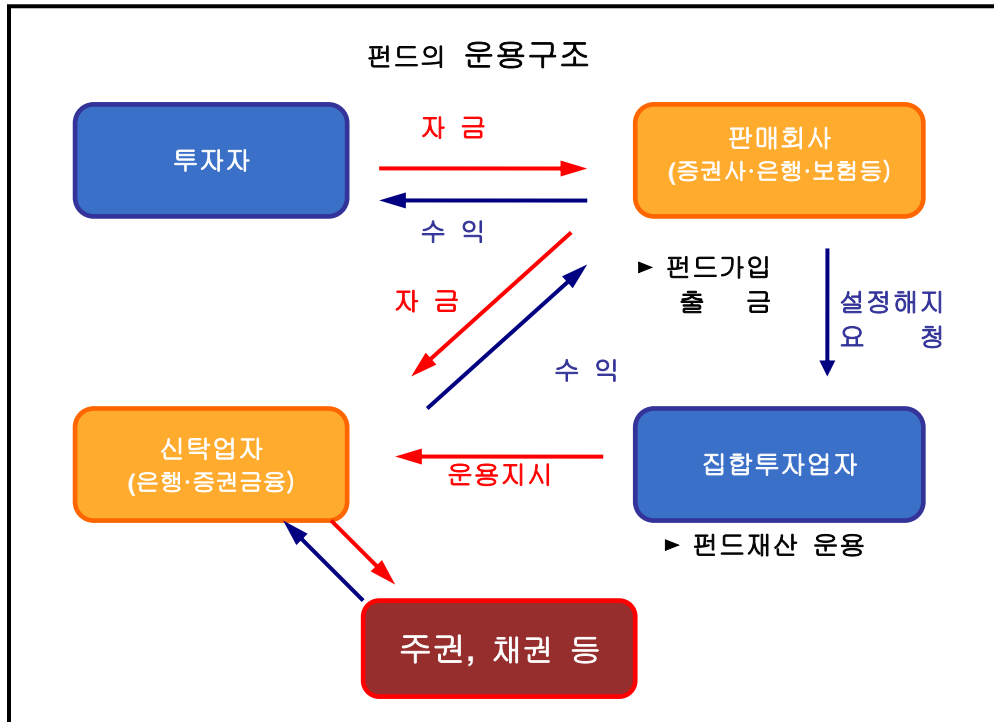 펀드의 운용구조
투자자
자 금
수 익
판매회사
(증권사·은행·보험등)
► 펀드가입
출 금
설정해지
요 청
자 금
수 익
신탁업자
(은행·증권금융)
운용지시
집합투자업자
► 펀드재산 운용
주권, 채권 등